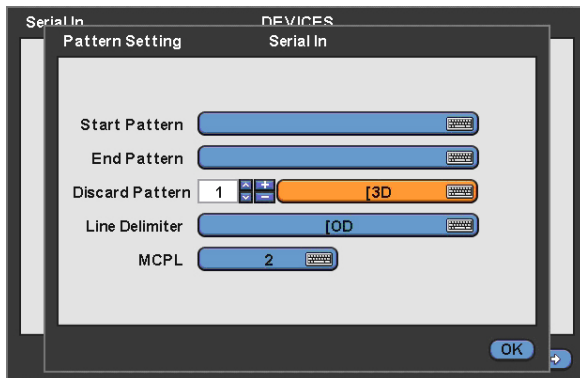 Serial In DEVICES
Pattern Setting Serial In
Start Pattern
End Pattern
Discard Pattern 1 [3D
Line Delimiter [0D
MCPL 2
OK